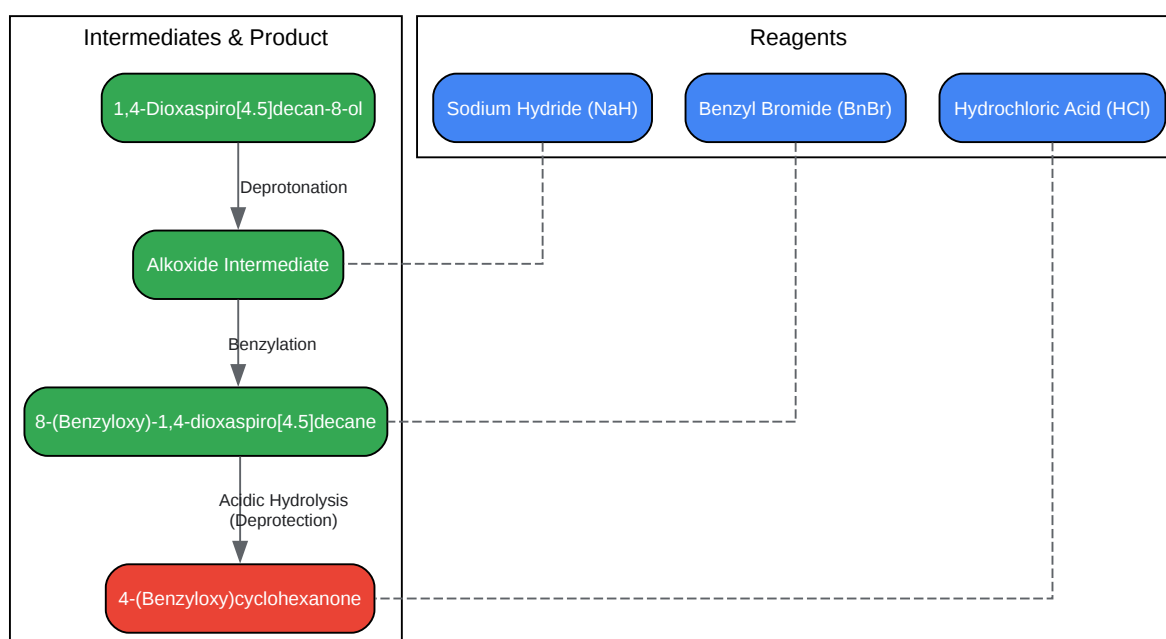 Intermediates & Product
Reagents
1,4-Dioxaspiro[4.5]decan-8-ol
Sodium Hydride (NaH)
Benzyl Bromide (BnBr)
Hydrochloric Acid (HCl)
Deprotonation
Alkoxide Intermediate
Benzylation
8-(Benzyloxy)-1,4-dioxaspiro[4.5]decane
Acidic Hydrolysis
(Deprotection)
4-(Benzyloxy)cyclohexanone